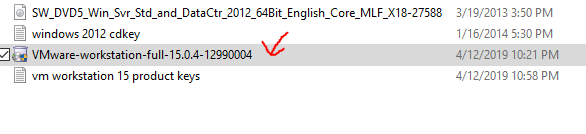 SW_DVD5_Win_Svr_Std_and_DataCtr_2012_64Bit_English_Core_MLF_X18-27588 3/19/2013 3:50 PM
windows 2012 cdkey 1/16/2014 5:30 PM
VMware-workstation-full-15.0.4-12990004 4/12/2019 10:21 PM
vm workstation 15 product keys 4/12/2019 10:58 PM